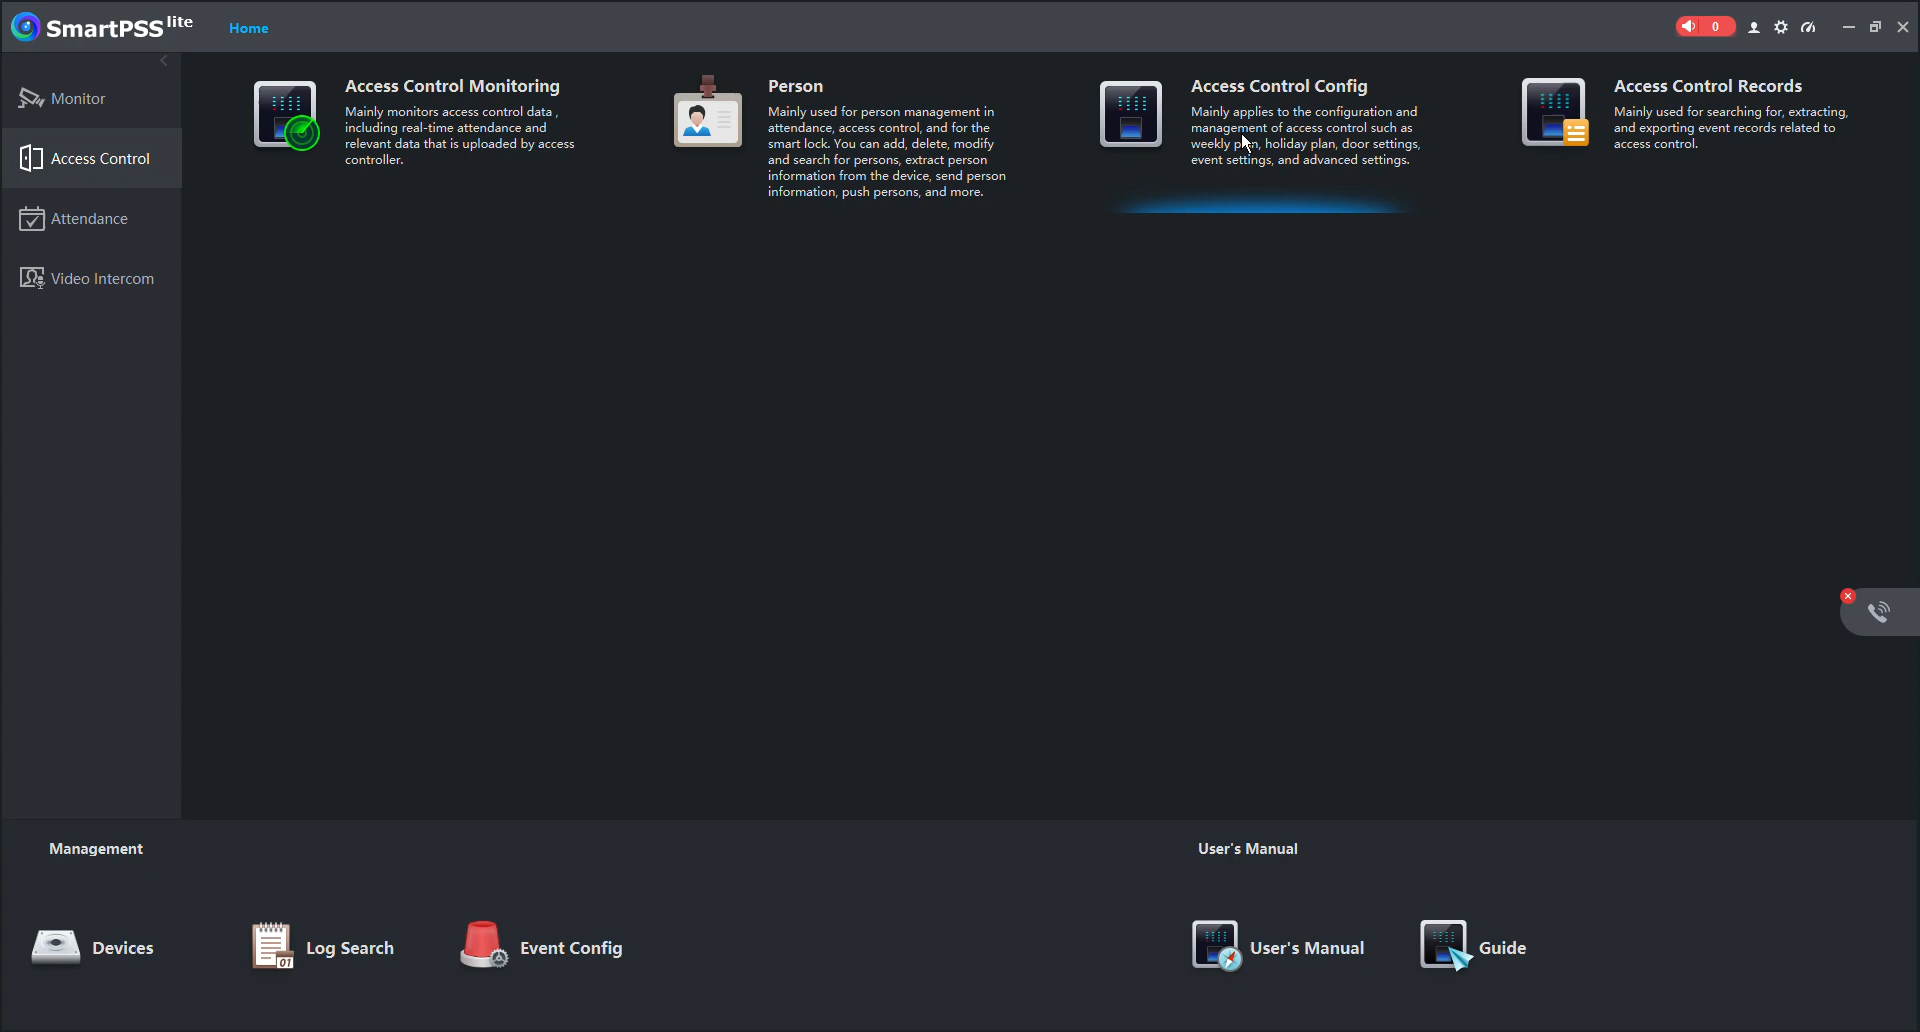 SmartPSS lite
Home
0
Monitor
Access Control
Attendance
Video Intercom
Access Control Monitoring
Mainly monitors access control data ,
including real-time attendance and
relevant data that is uploaded by access
controller.
Person
Mainly used for person management in
attendance, access control, and for the
smart lock. You can add, delete, modify
and search for persons, extract person
information from the device, send person
information, push persons, and more.
Access Control Config
Mainly applies to the configuration and
management of access control such as
weekly plan, holiday plan, door settings,
event settings, and advanced settings.
Access Control Records
Mainly used for searching for, extracting,
and exporting event records related to
access control.
Management
User's Manual
Devices
01
Log Search
Event Config
User's Manual
Guide